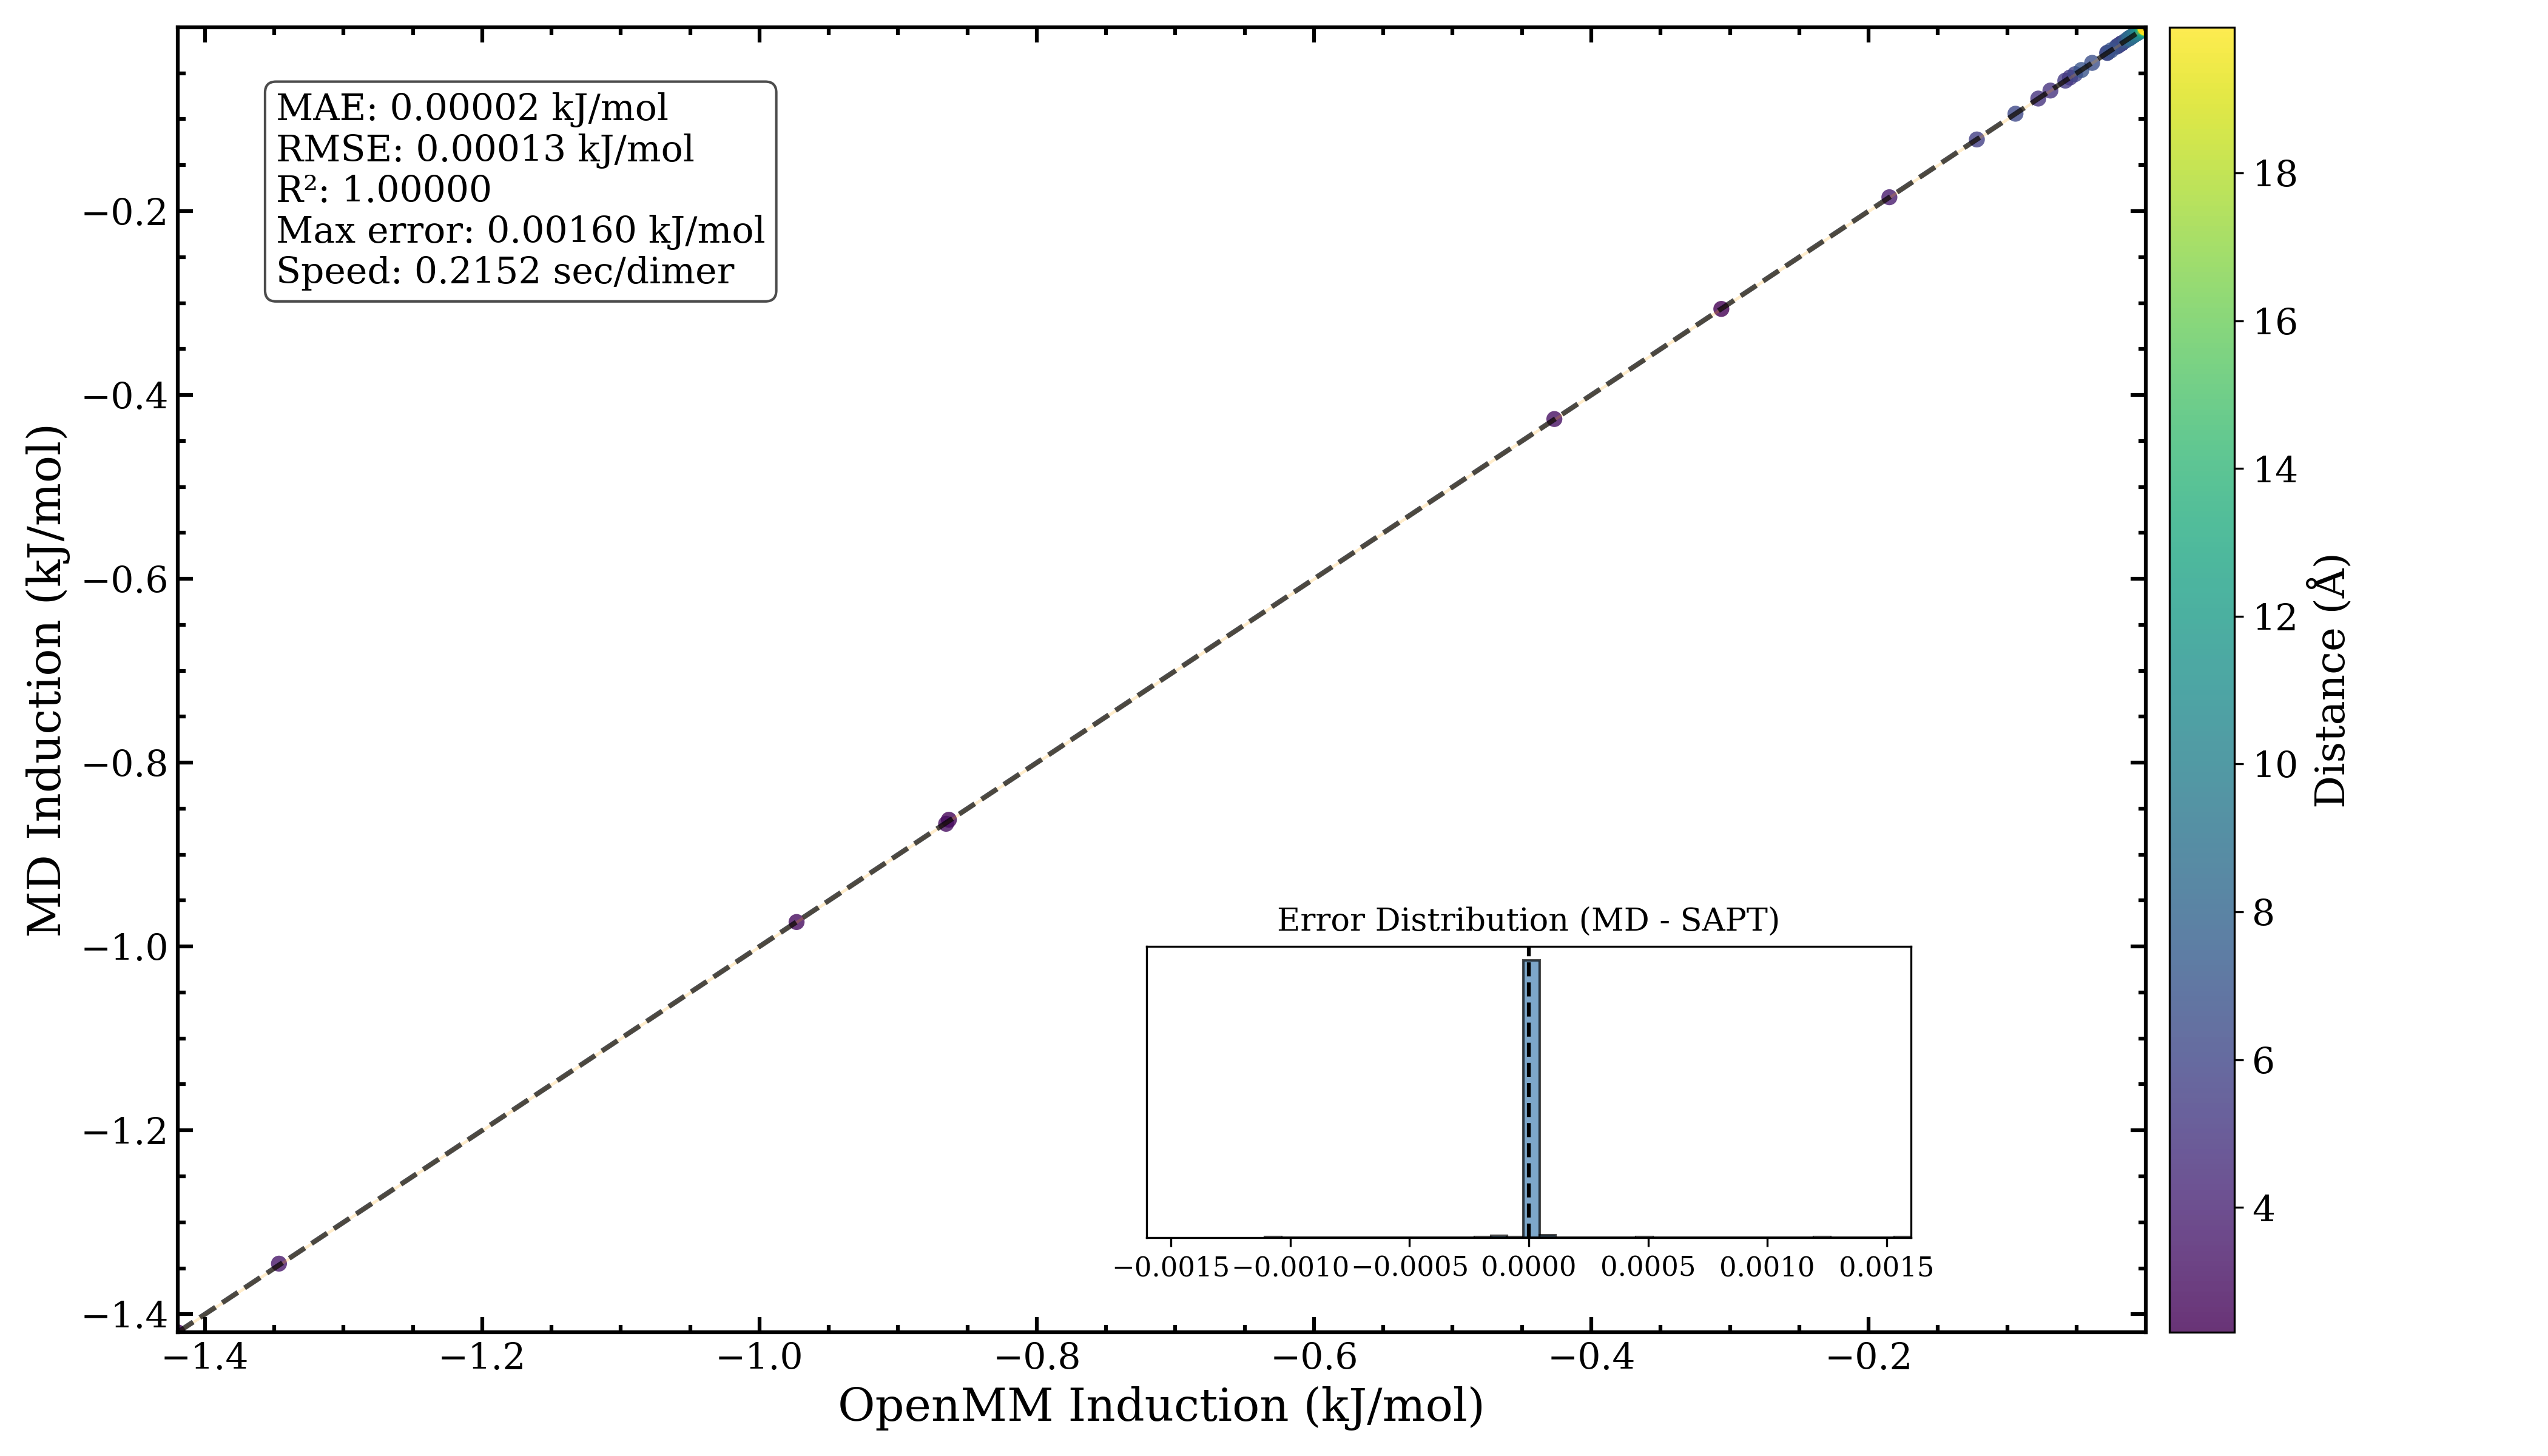 MAE: 0.00002 kJ/mol
RMSE: 0.00013 kJ/mol
R²: 1.00000
Max error: 0.00160 kJ/mol
Speed: 0.2152 sec/dimer
MD Induction (kJ/mol)
−0.2
−0.4
−0.6
−0.8
−1.0
−1.2
−1.4
Error Distribution (MD - SAPT)
−0.0015 −0.0010 −0.0005 0.0000 0.0005 0.0010 0.0015
−1.4 −1.2 −1.0 −0.8 −0.6 −0.4 −0.2
OpenMM Induction (kJ/mol)
18
16
14
12
10
8
6
4
Distance (Å)